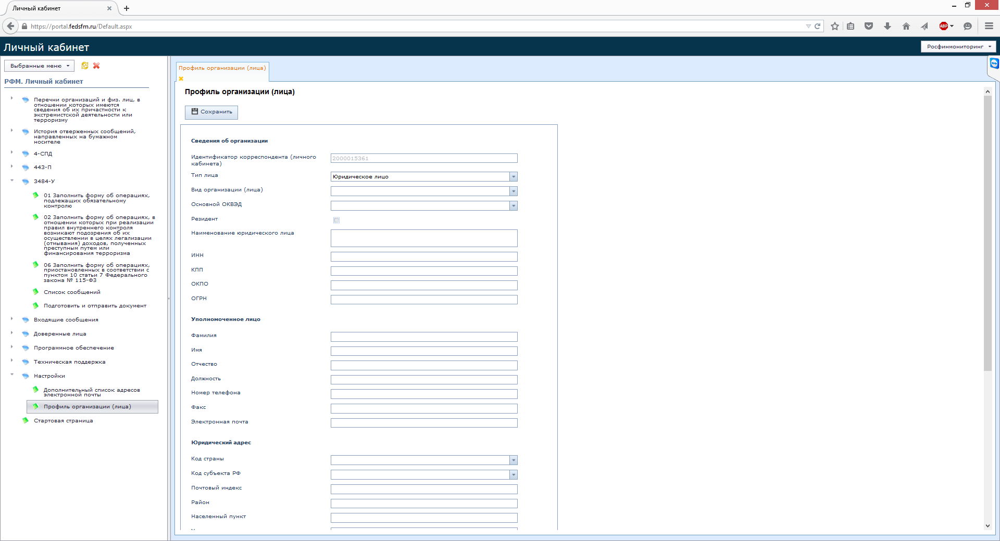 Личный кабинет
https://portal.fedsfm.ru/Default.aspx
ABP
Личный кабинет
Росфинмониторинг
Выбранные меню
РФМ. Личный кабинет
Перечни организаций и физ. лиц, в
отношении которых имеются
сведения об их причастности к
экстремистской деятельности или
терроризму
История отверженных сообщений,
направленных на бумажном
носителе
4-СПД
443-П
3484-У
01 Заполнить форму об операциях,
подлежащих обязательному
контролю
02 Заполнить форму об операциях, в
отношении которых при реализации
правил внутреннего контроля
возникают подозрения об их
осуществлении в целях легализации
(отмывания) доходов, полученных
преступным путем или
финансирования терроризма
06 Заполнить форму об операциях,
приостановленных в соответствии с
пунктом 10 статьи 7 Федерального
закона № 115-ФЗ
Список сообщений
Подготовить и отправить документ
Входящие сообщения
Доверенные лица
Программное обеспечение
Техническая поддержка
Настройки
Дополнительный список адресов
электронной почты
Профиль организации (лица)
Стартовая страница
Профиль организации (лица)
Профиль организации (лица)
Сохранить
Сведения об организации
Идентификатор корреспондента (личного
кабинета)
2000015361
Тип лица
Юридическое лицо
Вид организации (лица)
Основной ОКВЭД
Резидент
Наименование юридического лица
ИНН
КПП
ОКПО
ОГРН
Уполномоченное лицо
Фамилия
Имя
Отчество
Должность
Номер телефона
Факс
Электронная почта
Юридический адрес
Код страны
Код субъекта РФ
Почтовый индекс
Район
Населенный пункт